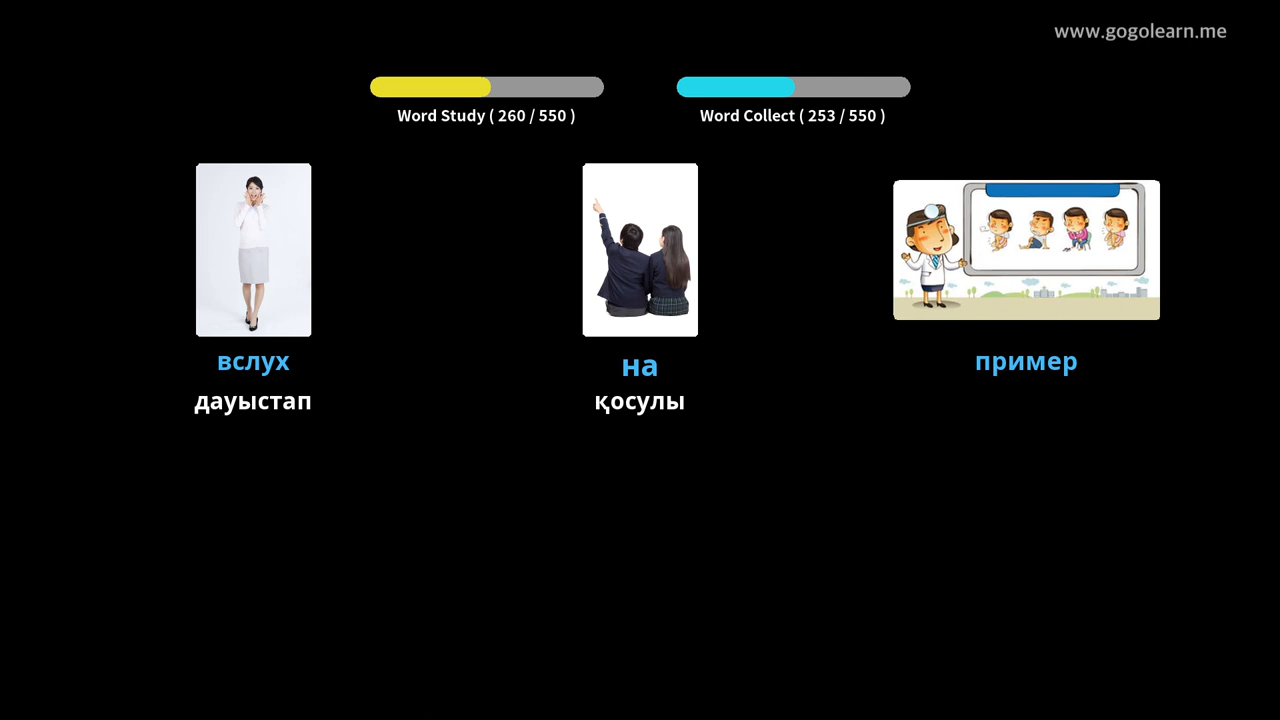 www.gogolearn.me
Word Study ( 260 / 550 )
Word Collect ( 253 / 550 )
вслух
на
пример
дауыстап
қосулы